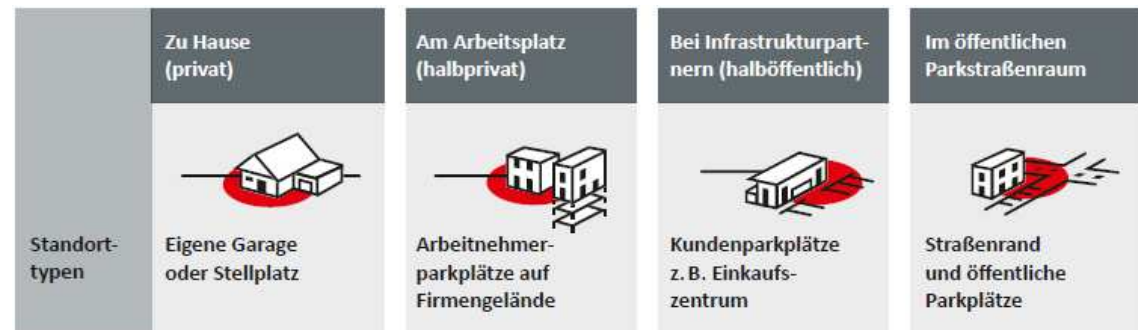 Zu Hause
(privat)
Am Arbeitsplatz
(halbprivat)
Bei Infrastrukturpart-
nern (halböffentlich)
Im öffentlichen
Parkstraßenraum
Standort-
typen
Eigene Garage
oder Stellplatz
Arbeitnehmer-
parkplätze auf
Firmengelände
Kundenparkplätze
z. B. Einkaufs-
zentrum
Straßenrand
und öffentliche
Parkplätze